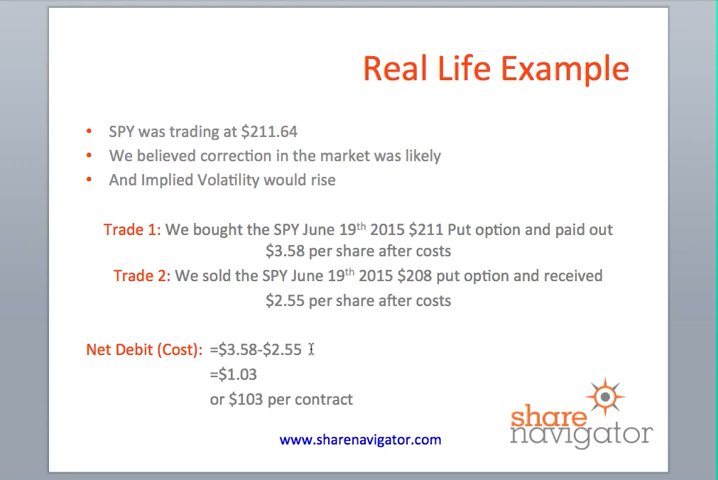 Real Life Example
• SPY was trading at $211.64
• We believed correction in the market was likely
• And Implied Volatility would rise
Trade 1: We bought the SPY June 19th 2015 $211 Put option and paid out
$3.58 per share after costs
Trade 2: We sold the SPY June 19th 2015 $208 put option and received
$2.55 per share after costs
Net Debit (Cost): =$3.58-$2.55
=$1.03
or $103 per contract
share
navigator
www.sharenavigator.com